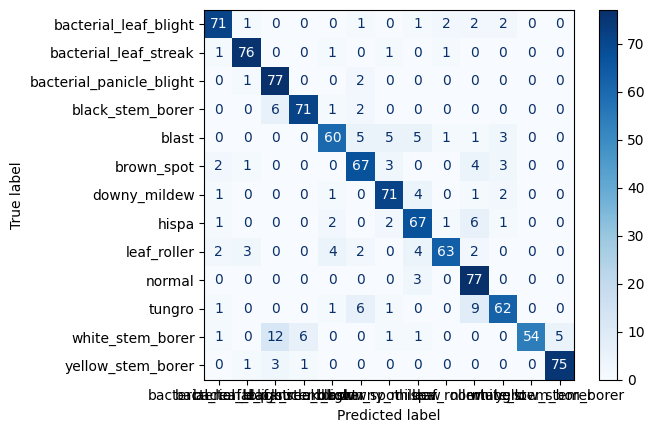 bacterial_leaf_blight 71 1 0 0 0 1 0 1 2 2 2 0 0
bacterial_leaf_streak 1 76 0 0 1 0 1 0 1 0 0 0 0
bacterial_panicle_blight 0 1 77 0 0 2 0 0 0 0 0 0 0
black_stem_borer 0 0 6 71 1 2 0 0 0 0 0 0 0
blast 0 0 0 0 60 5 5 5 1 1 3 0 0
brown_spot 2 1 0 0 0 67 3 0 0 4 3 0 0
downy_mildew 1 0 0 0 1 0 71 4 0 1 2 0 0
hispa 1 0 0 0 2 0 2 67 1 6 1 0 0
leaf_roller 2 3 0 0 4 2 0 4 63 2 0 0 0
normal 0 0 0 0 0 0 0 3 0 77 0 0 0
tungro 1 0 0 0 1 6 1 0 0 9 62 0 0
white_stem_borer 1 0 12 6 0 0 1 1 0 0 0 54 5
yellow_stem_borer 0 1 3 1 0 0 0 0 0 0 0 0 75
True label
Predicted label
70
60
50
40
30
20
10
0